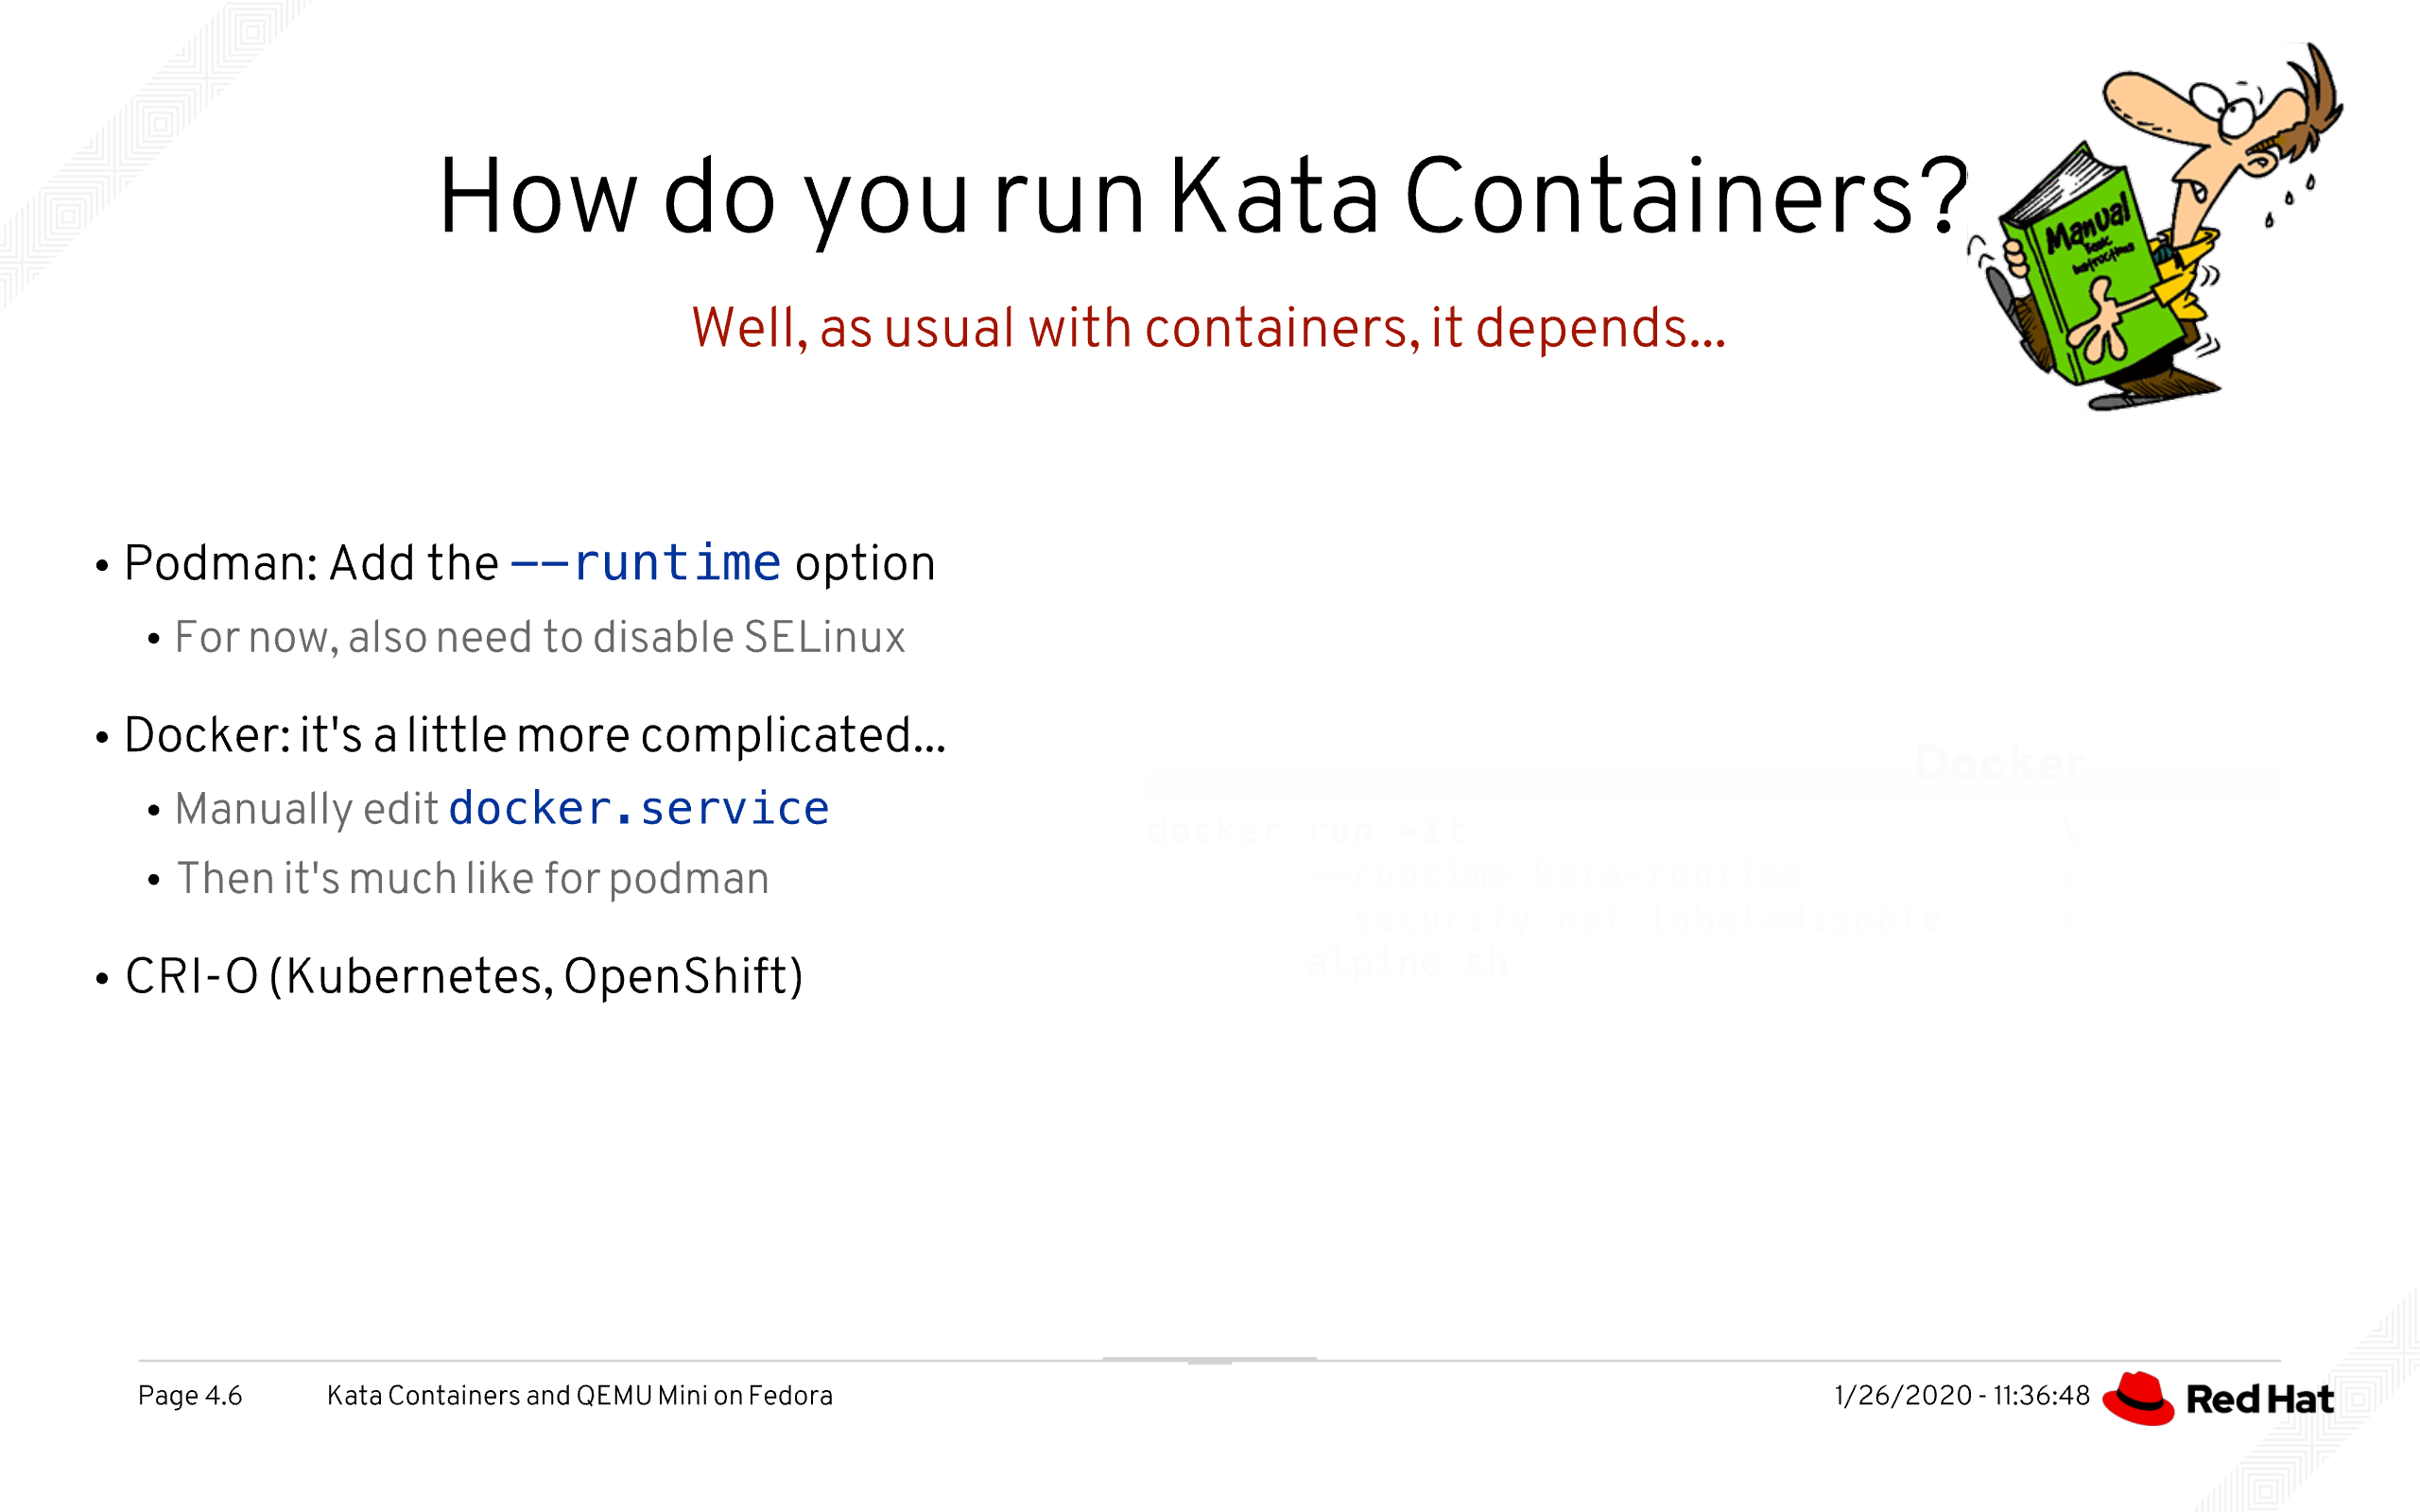 How do you run Kata Containers?
Well, as usual with containers, it depends...
Manual
Basic
Instructions
• Podman: Add the --runtime option
• For now, also need to disable SELinux
• Docker: it's a little more complicated...
• Manually edit docker.service
• Then it's much like for podman
• CRI-O (Kubernetes, OpenShift)
Docker
docker run -it \
--runtime kata-runtime \
--security-opt label=disable \
alpine sh
Page 4.6 Kata Containers and QEMU Mini on Fedora 1/26/2020 - 11:36:48 Red Hat